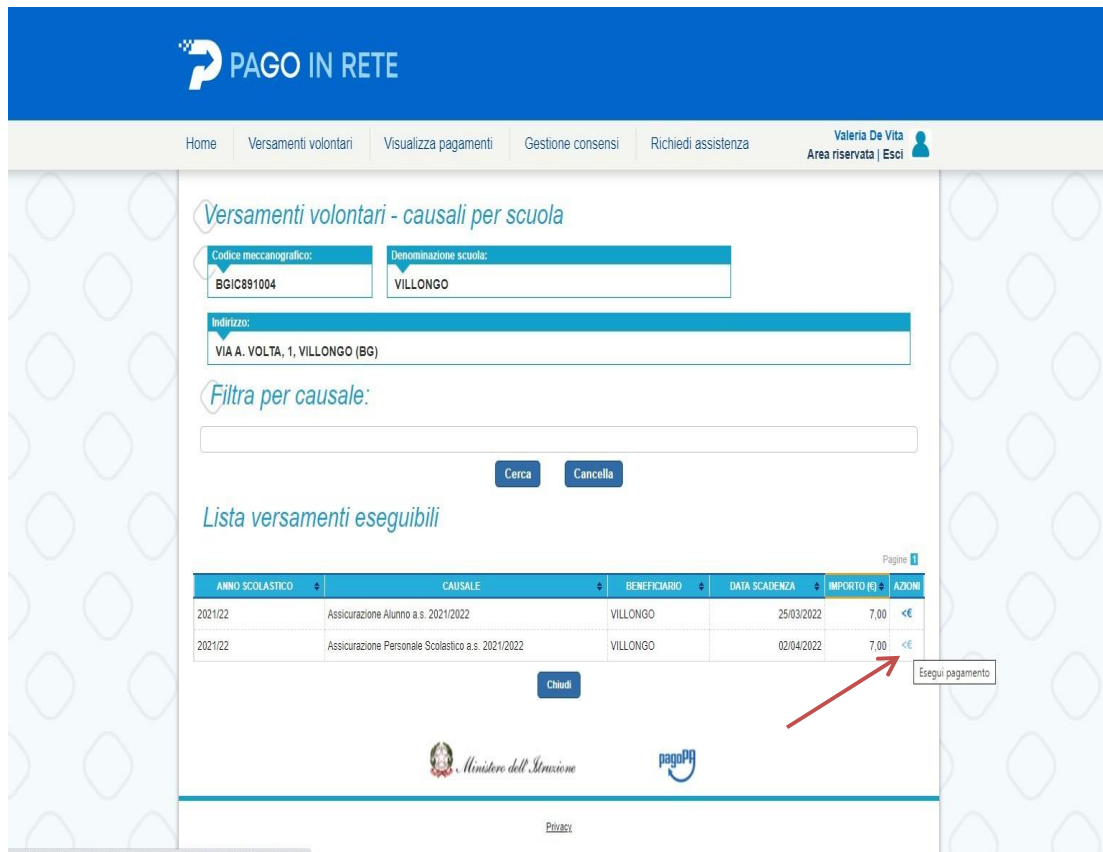 PAGO IN RETE
Home Versamenti volontari Visualizza pagamenti Gestione consensi Richiedi assistenza
Valeria De Vita
Area riservata | Esci
Versamenti volontari - causali per scuola
Codice meccanografico: Denominazione scuola:
BGIC891004 VILLONGO
Indirizzo:
VIA A. VOLTA, 1, VILLONGO (BG)
Filtra per causale:
Cerca Cancella
Lista versamenti eseguibili
Pagine 1
ANNO SCOLASTICO CAUSALE BENEFICIARIO DATA SCADENZA IMPORTO (€) AZIONI
2021/22 Assicurazione Alunno a.s. 2021/2022 VILLONGO 25/03/2022 7,00 <€
2021/22 Assicurazione Personale Scolastico a.s. 2021/2022 VILLONGO 02/04/2022 7,00 <€
Esegui pagamento
Chiudi
Ministero dell'Istruzione pagoPA
Privacy